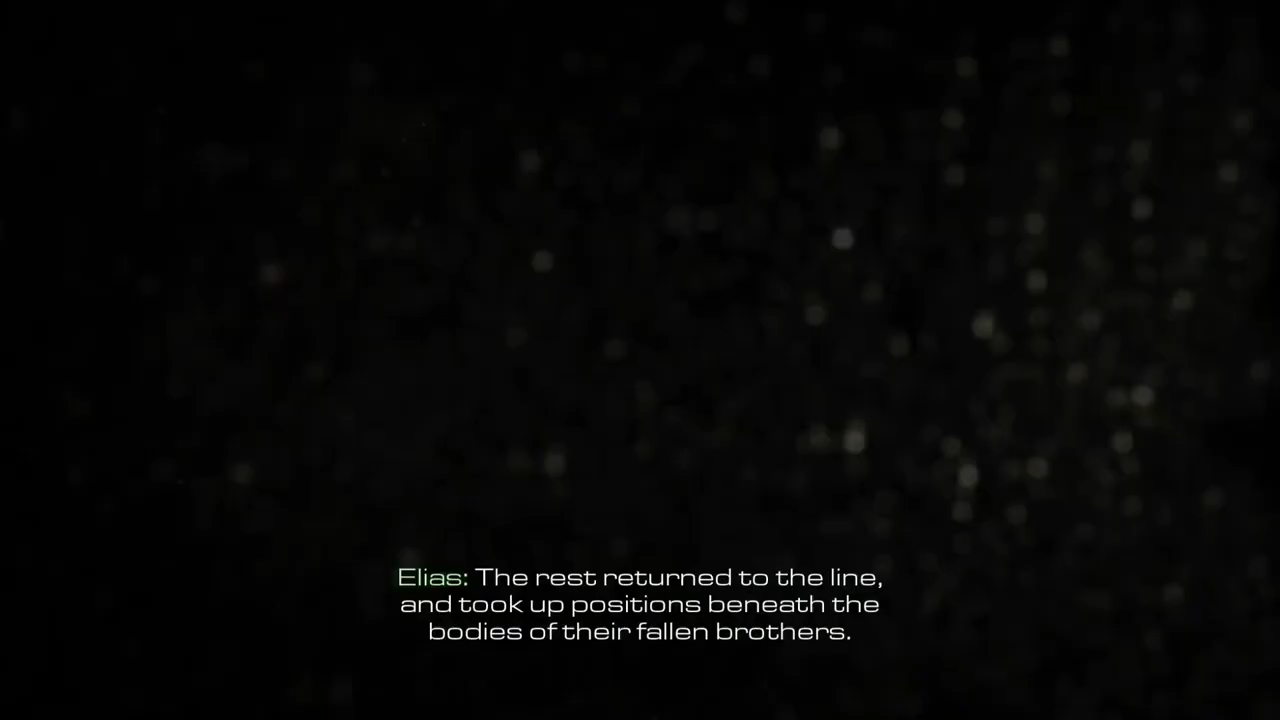 Elias: The rest returned to the line,
and took up positions beneath the
bodies of their fallen brothers.